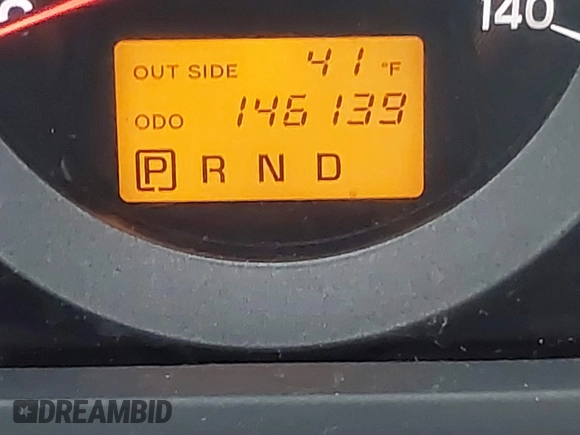 C
140
OUT SIDE 41 °F
ODO 146139
P R N D
DREAMBID